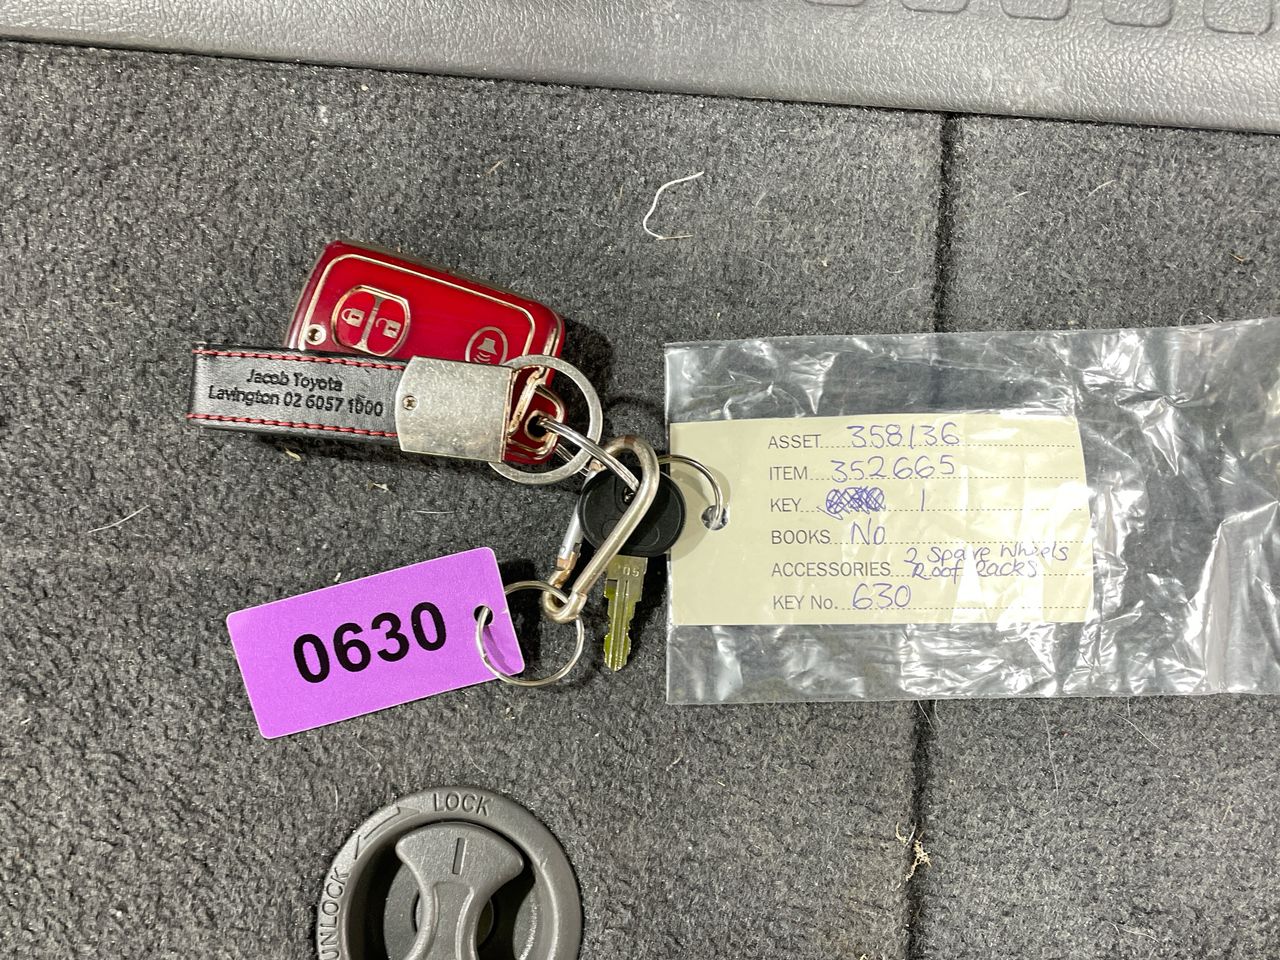 Jacob Toyota
Lavington 02 6057 1000
ASSET 358136
ITEM 352665
KEY 1
BOOKS No
ACCESSORIES 2 Spare Wheels
Roof Racks
KEY No. 630
0630
05
LOCK
UNLOCK